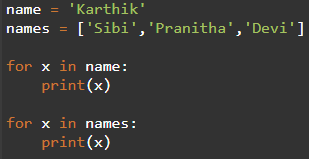 name = 'Karthik'
names = ['Sibi','Pranitha','Devi']
for x in name:
    print(x)
for x in names:
    print(x)